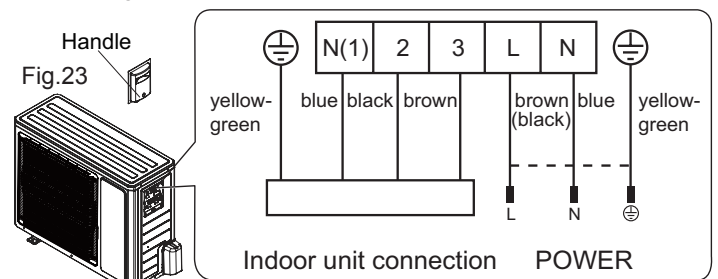 Handle
Fig.23
N(1) 2 3 L N
yellow-green
blue black brown
brown (black)
blue
yellow-green
L N
Indoor unit connection POWER